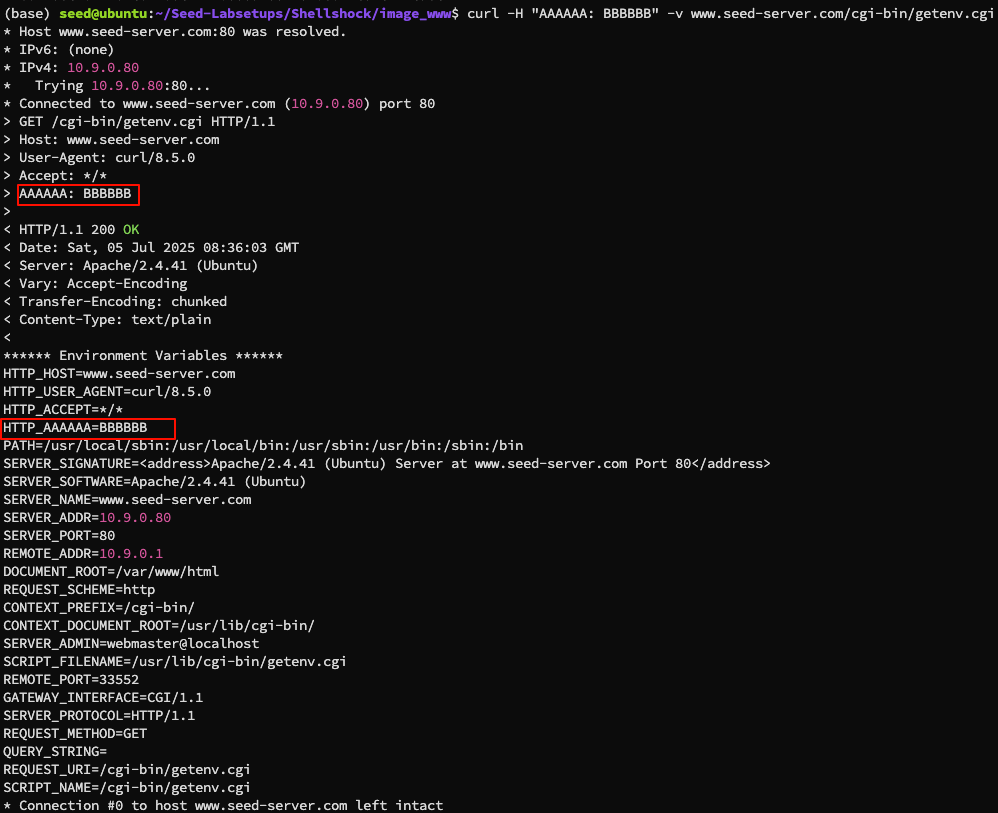 (base) seed@ubuntu:~/Seed-Labsetups/Shellshock/image_www$ curl -H "AAAAAA: BBBBBB" -v www.seed-server.com/cgi-bin/getenv.cgi
* Host www.seed-server.com:80 was resolved.
* IPv6: (none)
* IPv4: 10.9.0.80
*   Trying 10.9.0.80:80...
* Connected to www.seed-server.com (10.9.0.80) port 80
> GET /cgi-bin/getenv.cgi HTTP/1.1
> Host: www.seed-server.com
> User-Agent: curl/8.5.0
> Accept: */*
> AAAAAA: BBBBBB
>
< HTTP/1.1 200 OK
< Date: Sat, 05 Jul 2025 08:36:03 GMT
< Server: Apache/2.4.41 (Ubuntu)
< Vary: Accept-Encoding
< Transfer-Encoding: chunked
< Content-Type: text/plain
<
****** Environment Variables ******
HTTP_HOST=www.seed-server.com
HTTP_USER_AGENT=curl/8.5.0
HTTP_ACCEPT=*/*
HTTP_AAAAAA=BBBBBB
PATH=/usr/local/sbin:/usr/local/bin:/usr/sbin:/usr/bin:/sbin:/bin
SERVER_SIGNATURE=<address>Apache/2.4.41 (Ubuntu) Server at www.seed-server.com Port 80</address>
SERVER_SOFTWARE=Apache/2.4.41 (Ubuntu)
SERVER_NAME=www.seed-server.com
SERVER_ADDR=10.9.0.80
SERVER_PORT=80
REMOTE_ADDR=10.9.0.1
DOCUMENT_ROOT=/var/www/html
REQUEST_SCHEME=http
CONTEXT_PREFIX=/cgi-bin/
CONTEXT_DOCUMENT_ROOT=/usr/lib/cgi-bin/
SERVER_ADMIN=webmaster@localhost
SCRIPT_FILENAME=/usr/lib/cgi-bin/getenv.cgi
REMOTE_PORT=33552
GATEWAY_INTERFACE=CGI/1.1
SERVER_PROTOCOL=HTTP/1.1
REQUEST_METHOD=GET
QUERY_STRING=
REQUEST_URI=/cgi-bin/getenv.cgi
SCRIPT_NAME=/cgi-bin/getenv.cgi
* Connection #0 to host www.seed-server.com left intact